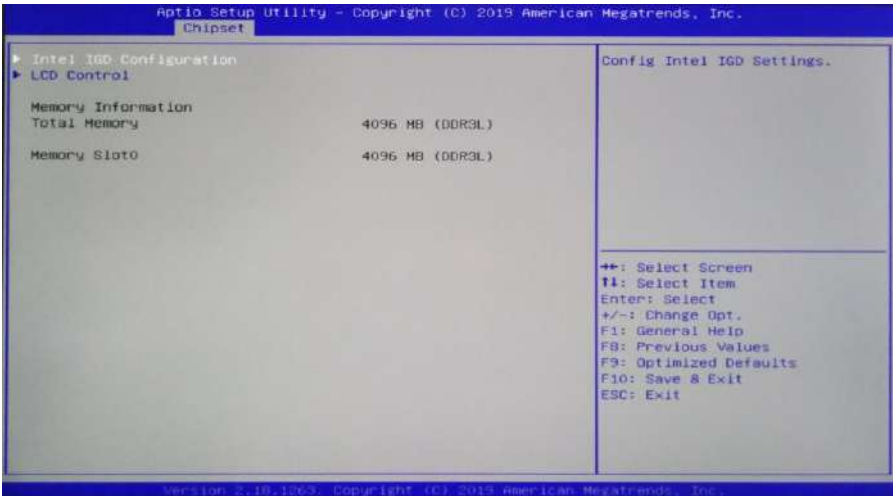 Aptio Setup Utility – Copyright (C) 2019 American Megatrends, Inc.
Chipset
Intel IGD Configuration
LCD Control
Memory Information
Total Memory 4096 MB (DDR3L)
Memory Slot0 4096 MB (DDR3L)
Config Intel IGD Settings.
→←: Select Screen
↑↓: Select Item
Enter: Select
+/-: Change Opt.
F1: General Help
F8: Previous Values
F9: Optimized Defaults
F10: Save & Exit
ESC: Exit
Version 2.18.1263. Copyright (C) 2019 American Megatrends, Inc.